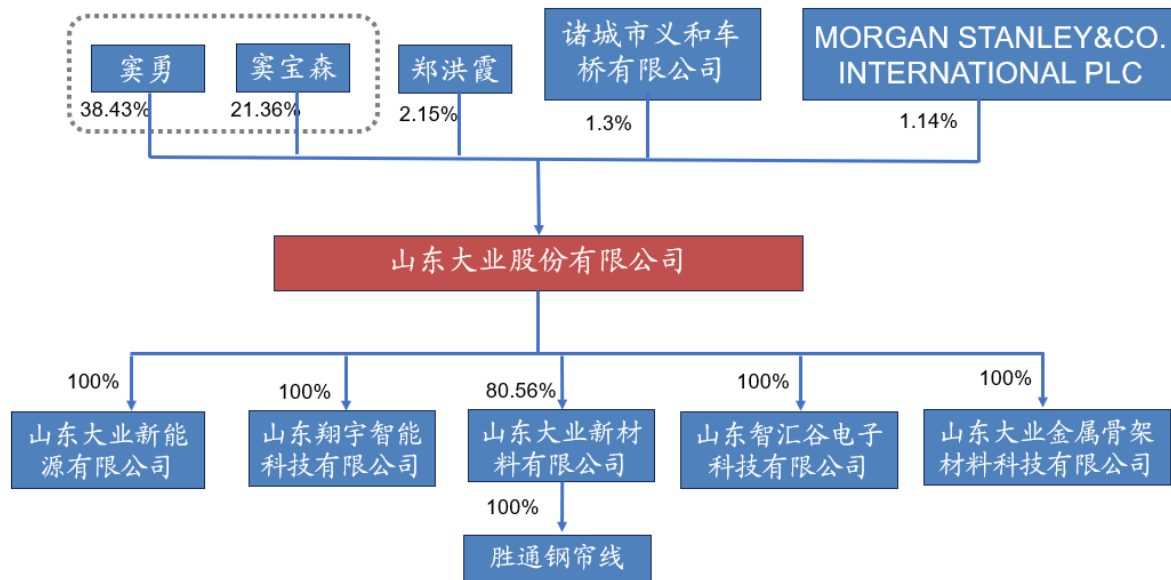 窦勇
窦宝森
郑洪霞
诸城市义和车
桥有限公司
MORGAN STANLEY&CO.
INTERNATIONAL PLC
38.43%
21.36%
2.15%
1.3%
1.14%
山东大业股份有限公司
100%
100%
80.56%
100%
100%
山东大业新能
源有限公司
山东翔宇智能
科技有限公司
山东大业新材
料有限公司
山东智汇谷电子
科技有限公司
山东大业金属骨架
材料科技有限公司
100%
胜通钢帘线